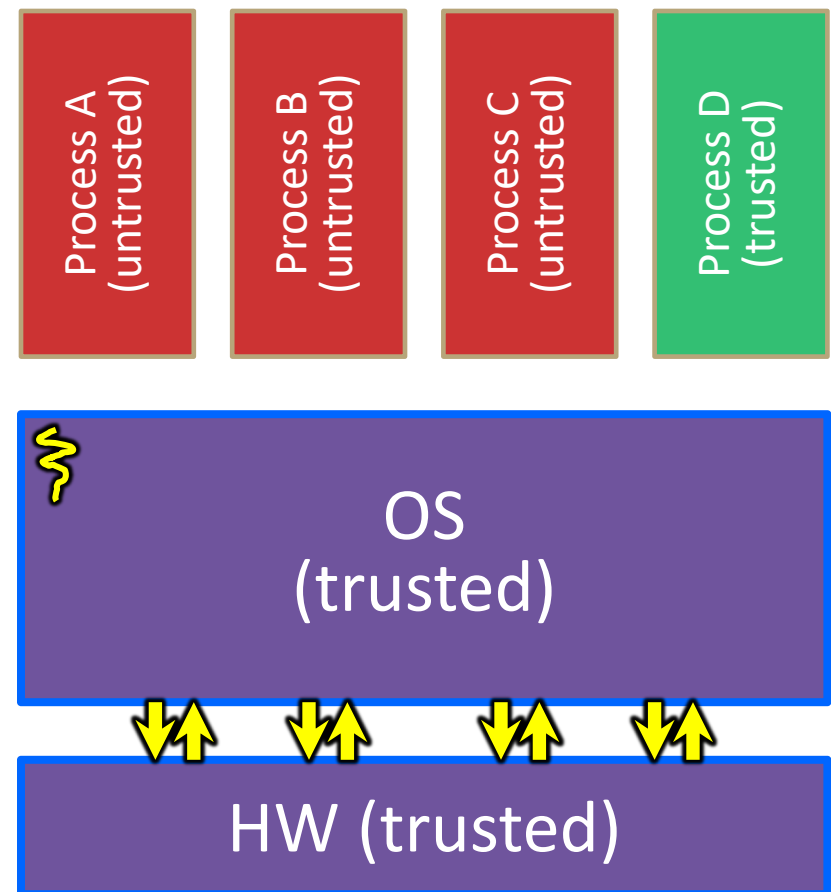 Process A
(untrusted)
Process B
(untrusted)
Process C
(untrusted)
Process D
(trusted)
OS
(trusted)
HW (trusted)